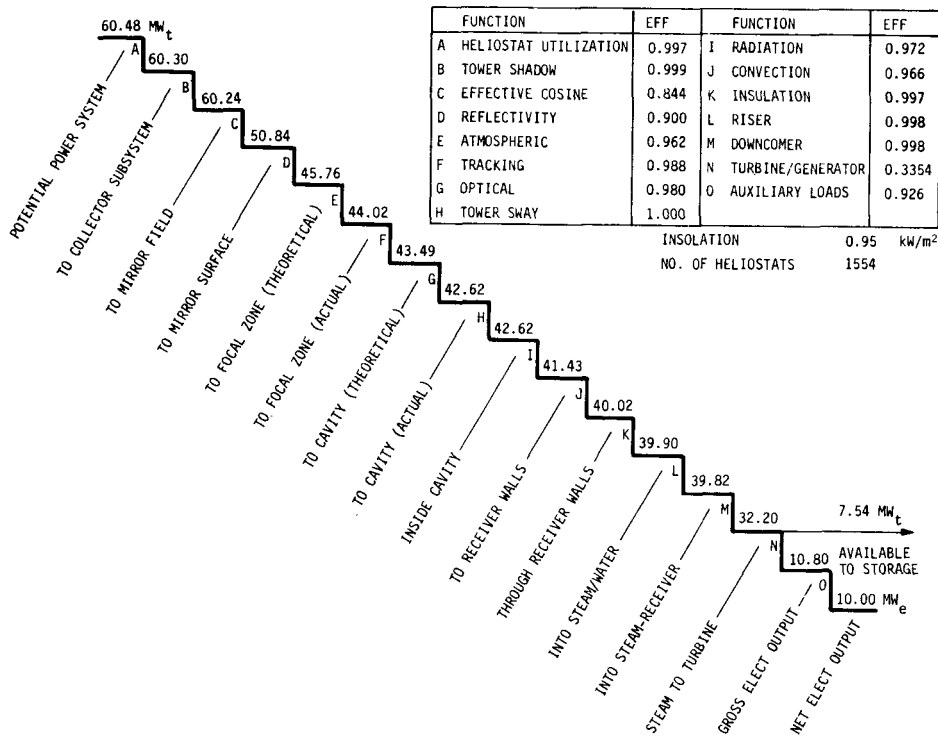 60.48 MWt
A
60.30
B
60.24
C
50.84
D
45.76
E
44.02
F
43.49
G
42.62
H
42.62
I
41.43
J
40.02
K
39.90
L
39.82
M
32.20
7.54 MWt
AVAILABLE
TO STORAGE
N
10.80
O
10.00 MWe
POTENTIAL POWER SYSTEM
TO COLLECTOR SUBSYSTEM
TO MIRROR FIELD
TO MIRROR SURFACE
TO FOCAL ZONE (THEORETICAL)
TO FOCAL ZONE (ACTUAL)
TO CAVITY (THEORETICAL)
TO CAVITY (ACTUAL)
INSIDE CAVITY
TO RECEIVER WALLS
THROUGH RECEIVER WALLS
INTO STEAM/WATER
INTO STEAM-RECEIVER
STEAM TO TURBINE
GROSS ELECT OUTPUT
NET ELECT OUTPUT
FUNCTION EFF FUNCTION EFF
A HELIOSTAT UTILIZATION 0.997 I RADIATION 0.972
B TOWER SHADOW 0.999 J CONVECTION 0.966
C EFFECTIVE COSINE 0.844 K INSULATION 0.997
D REFLECTIVITY 0.900 L RISER 0.998
E ATMOSPHERIC 0.962 M DOWNCOMER 0.998
F TRACKING 0.988 N TURBINE/GENERATOR 0.3354
G OPTICAL 0.980 O AUXILIARY LOADS 0.926
H TOWER SWAY 1.000
INSOLATION 0.95 kW/m²
NO. OF HELIOSTATS 1554